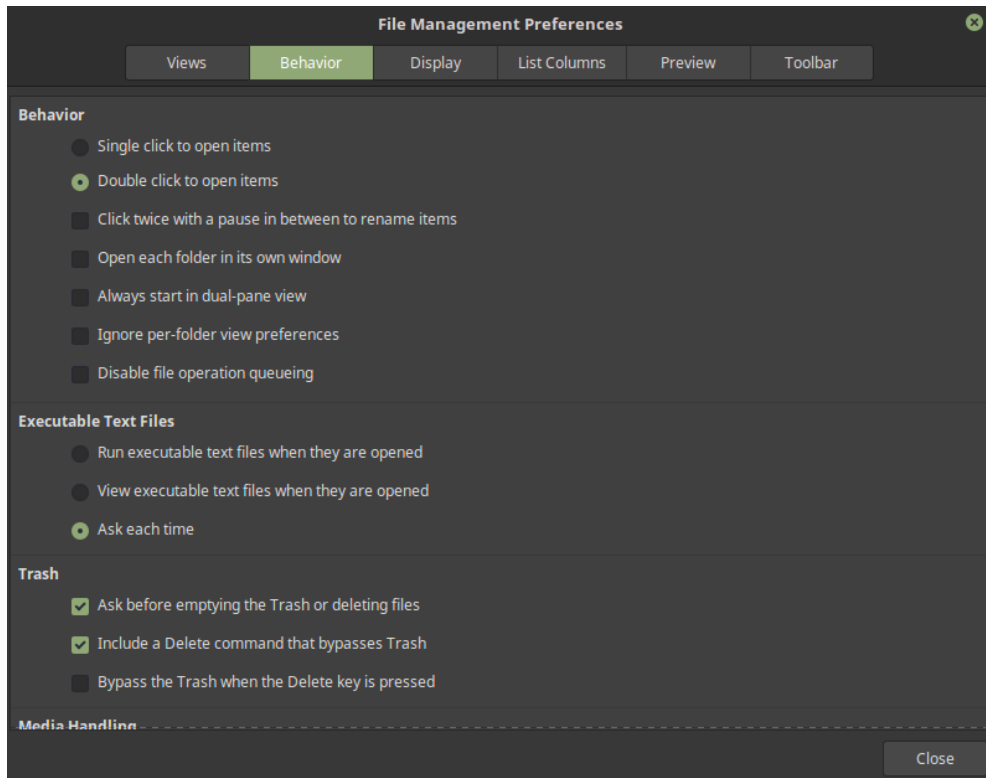 File Management Preferences
Views Behavior Display List Columns Preview Toolbar
Behavior
Single click to open items
Double click to open items
Click twice with a pause in between to rename items
Open each folder in its own window
Always start in dual-pane view
Ignore per-folder view preferences
Disable file operation queueing
Executable Text Files
Run executable text files when they are opened
View executable text files when they are opened
Ask each time
Trash
Ask before emptying the Trash or deleting files
Include a Delete command that bypasses Trash
Bypass the Trash when the Delete key is pressed
Media Handling
Close